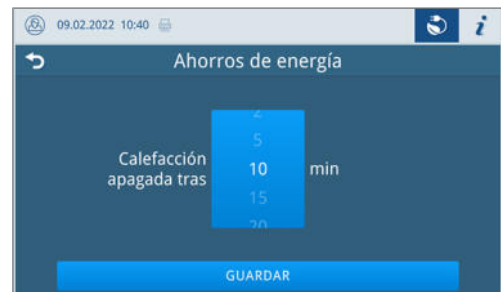 09.02.2022 10:40
i
Ahorros de energía
2
5
Calefacción
10 min
apagada tras
15
20
GUARDAR